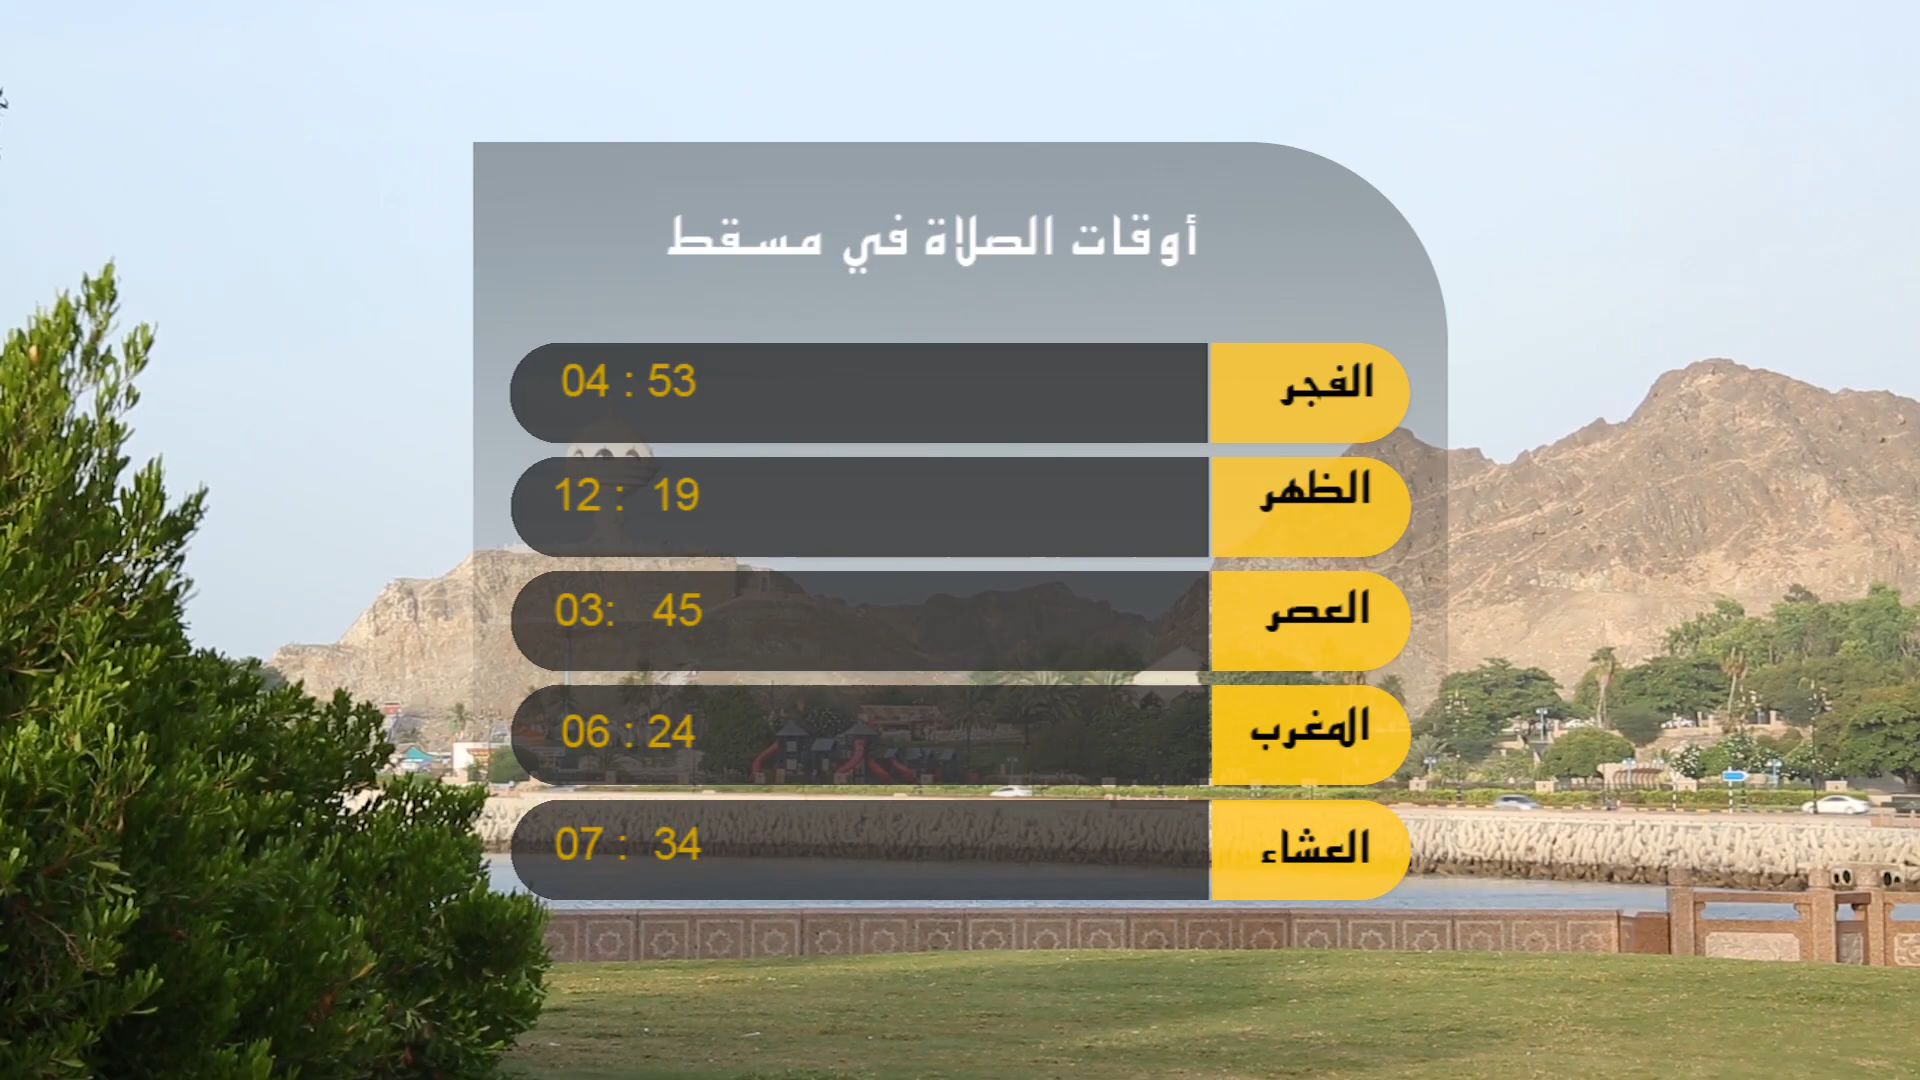 أوقات الصلاة في مسقط
الفجر 04 : 53
الظهر 12 : 19
العصر 03: 45
المغرب 06 : 24
العشاء 07 : 34